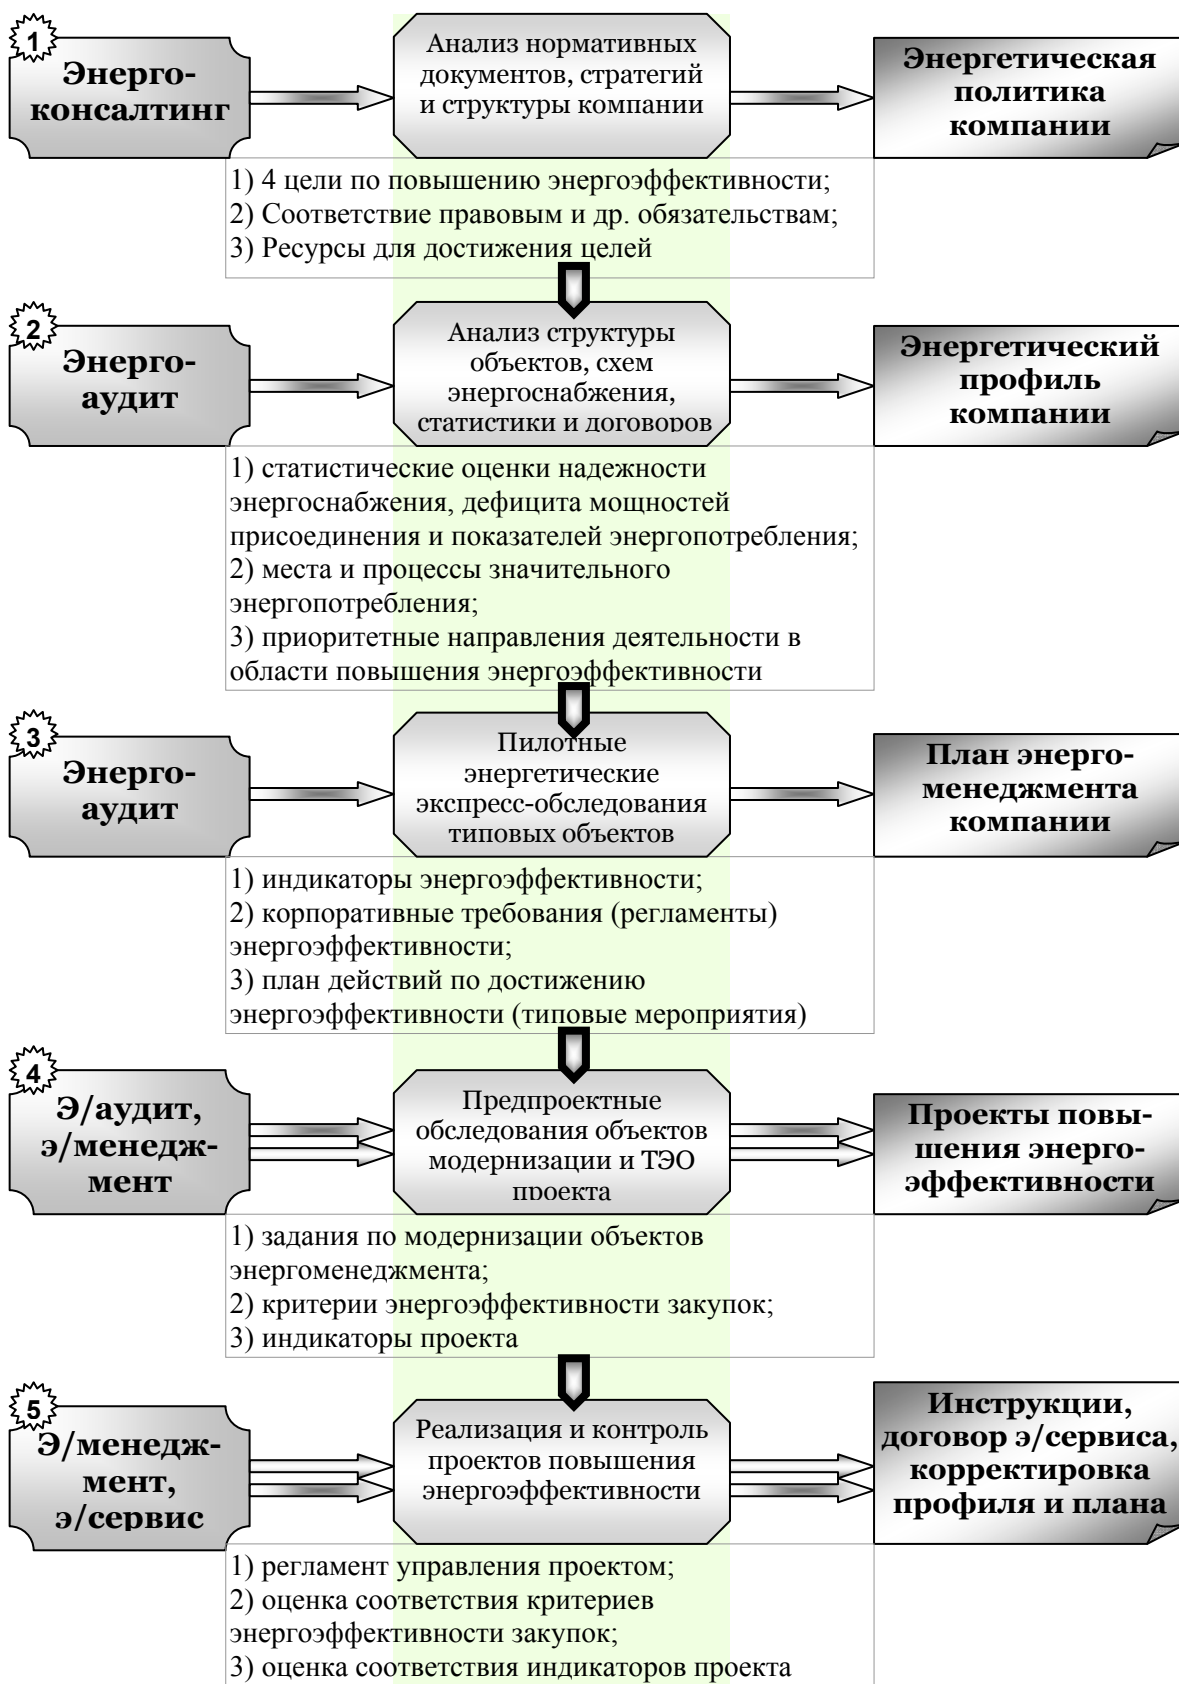 1
Энерго-
консалтинг
Анализ нормативных
документов, стратегий
и структуры компании
Энергетическая
политика
компании
1) 4 цели по повышению энергоэффективности;
2) Соответствие правовым и др. обязательствам;
3) Ресурсы для достижения целей
2
Энерго-
аудит
Анализ структуры
объектов, схем
энергоснабжения,
статистики и договоров
Энергетический
профиль
компании
1) статистические оценки надежности
энергоснабжения, дефицита мощностей
присоединения и показателей энергопотребления;
2) места и процессы значительного
энергопотребления;
3) приоритетные направления деятельности в
области повышения энергоэффективности
3
Энерго-
аудит
Пилотные
энергетические
экспресс-обследования
типовых объектов
План энерго-
менеджмента
компании
1) индикаторы энергоэффективности;
2) корпоративные требования (регламенты)
энергоэффективности;
3) план действий по достижению
энергоэффективности (типовые мероприятия)
4
Э/аудит,
э/менедж-
мент
Предпроектные
обследования объектов
модернизации и ТЭО
проекта
Проекты повы-
шения энерго-
эффективности
1) задания по модернизации объектов
энергоменеджмента;
2) критерии энергоэффективности закупок;
3) индикаторы проекта
5
Э/менедж-
мент,
э/сервис
Реализация и контроль
проектов повышения
энергоэффективности
Инструкции,
договор э/сервиса,
корректировка
профиля и плана
1) регламент управления проектом;
2) оценка соответствия критериев
энергоэффективности закупок;
3) оценка соответствия индикаторов проекта